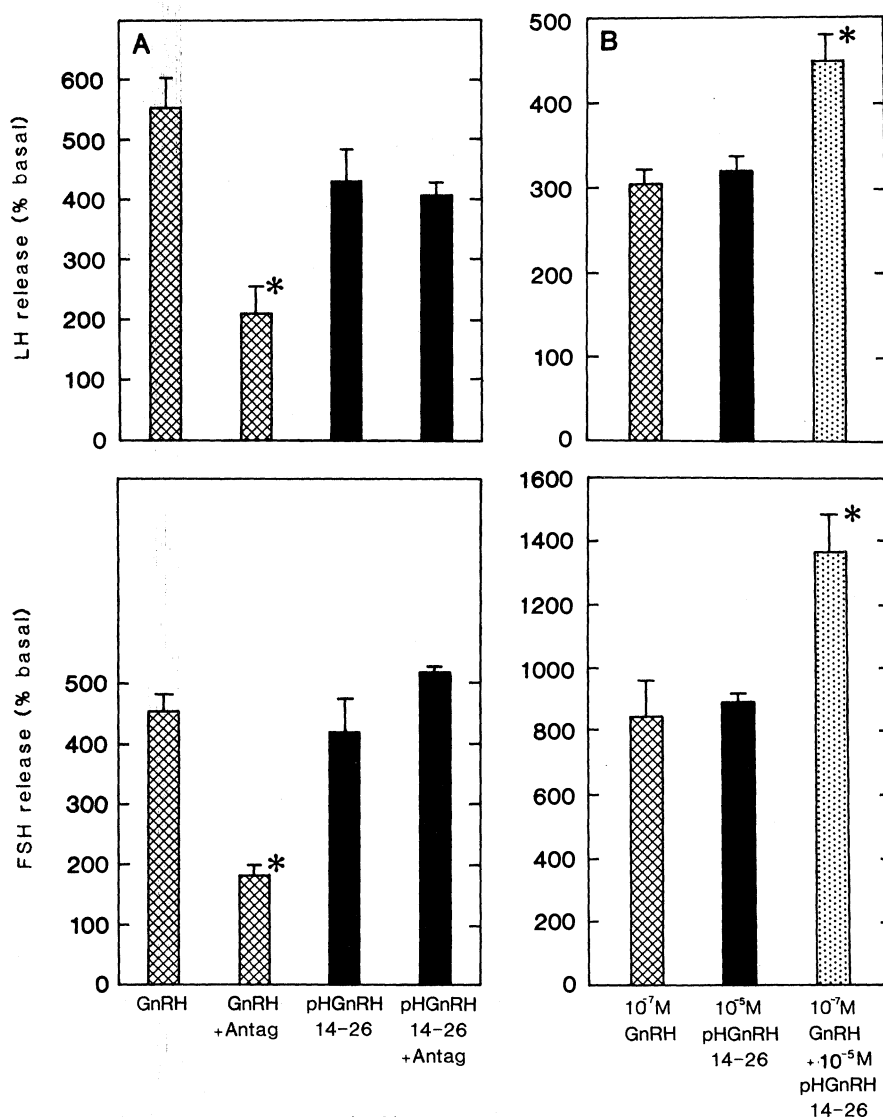 A
B
LH release (% basal)
600
500
400
300
200
100
0
*
500
400
300
200
100
0
*
FSH release (% basal)
500
400
300
200
100
0
*
1600
1400
1200
1000
800
600
400
200
0
*
GnRH
GnRH
+Antag
pHGnRH
14-26
pHGnRH
14-26
+Antag
10⁻⁷M
GnRH
10⁻⁵M
pHGnRH
14-26
10⁻⁷M
GnRH
+10⁻⁵M
pHGnRH
14-26